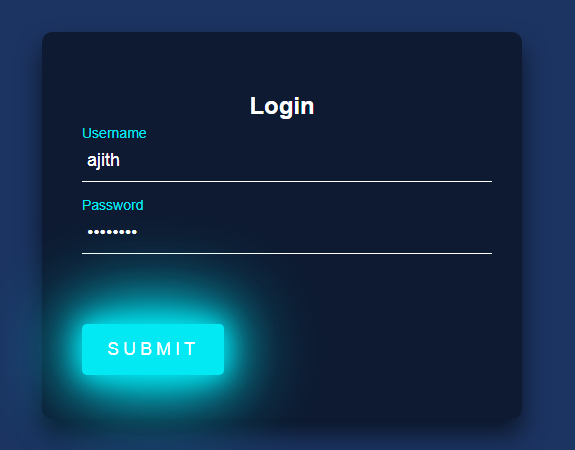 Login
Username
ajith
Password
••••••••
SUBMIT